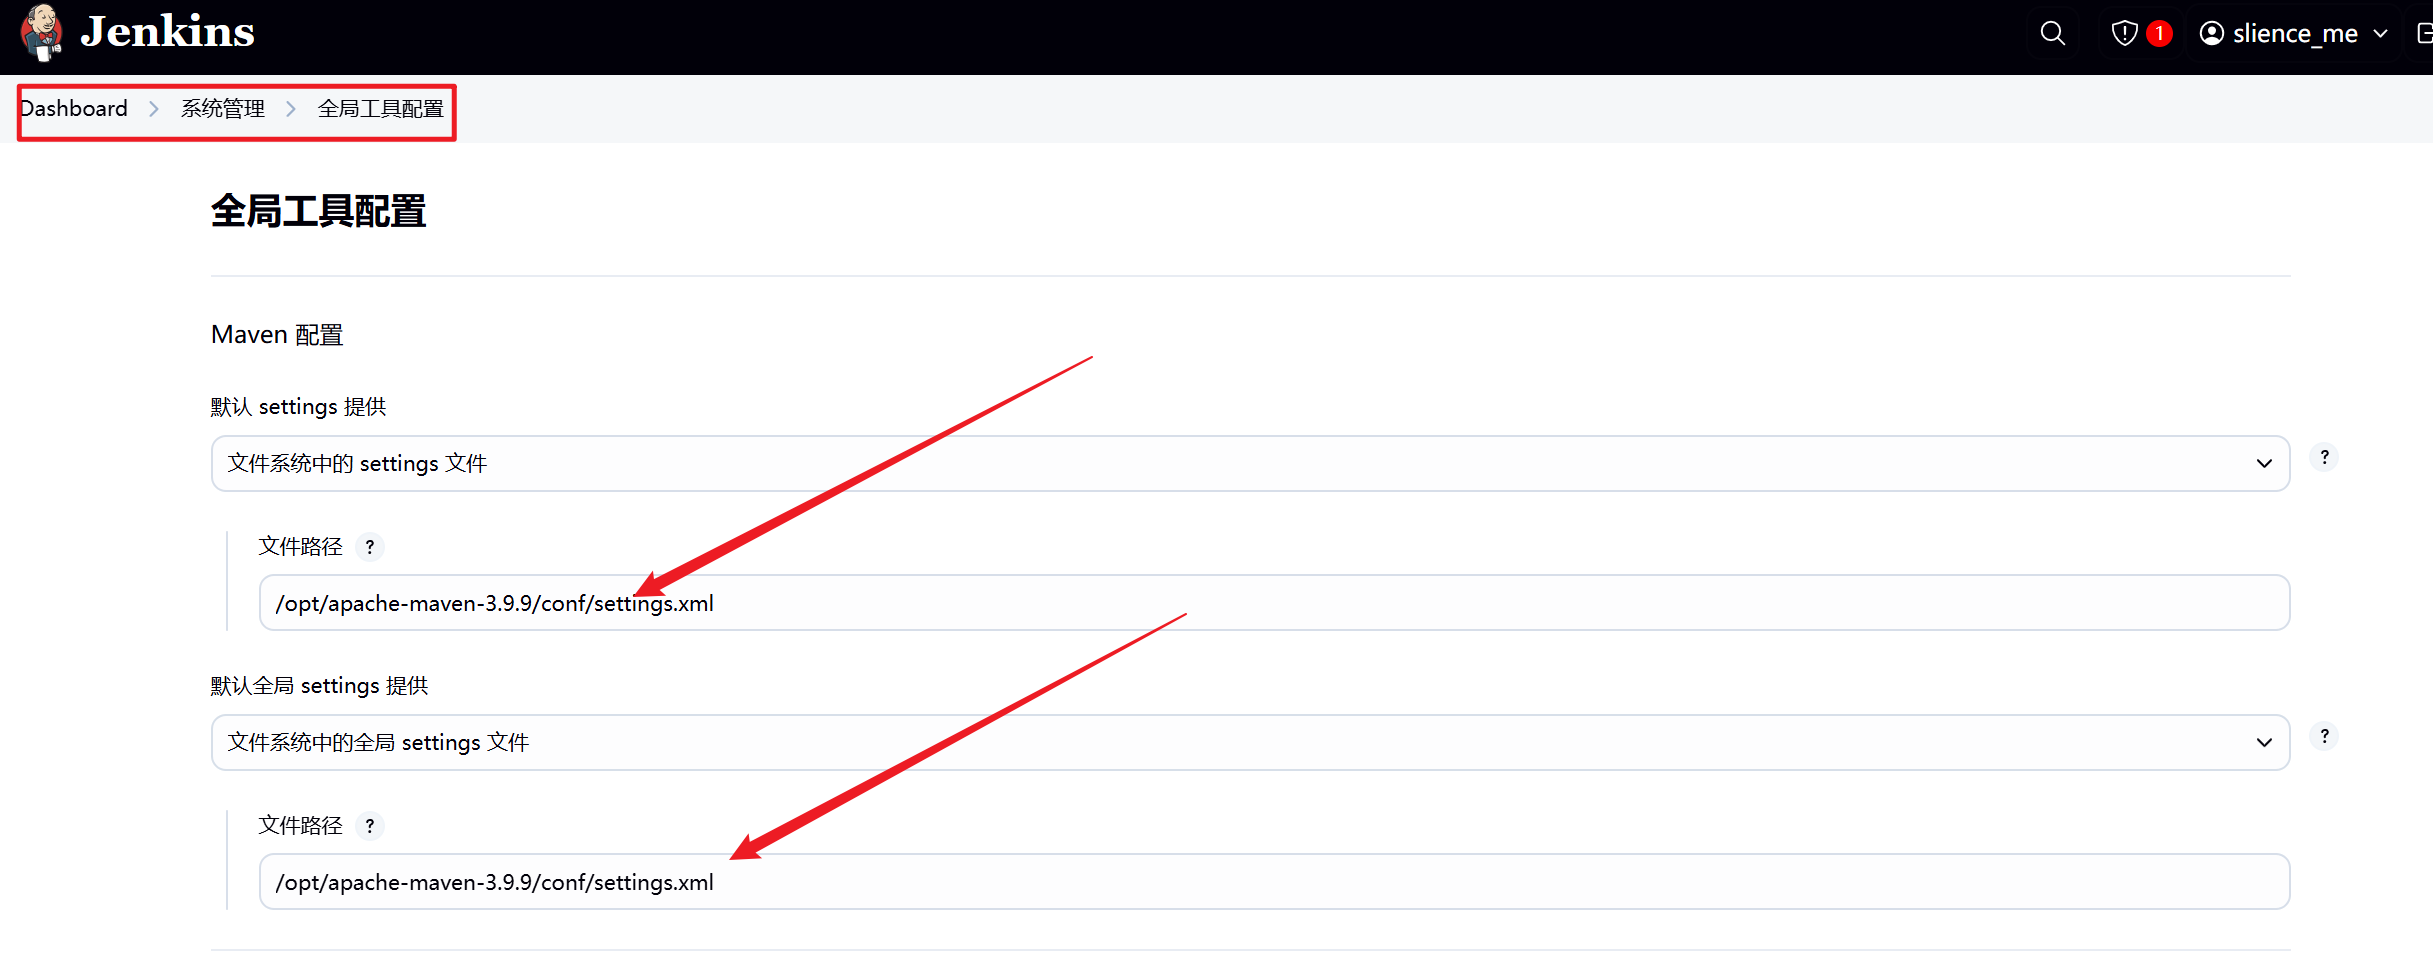 Jenkins
1
slience_me
Dashboard 系统管理 全局工具配置
全局工具配置
Maven 配置
默认 settings 提供
文件系统中的 settings 文件
?
文件路径 ?
/opt/apache-maven-3.9.9/conf/settings.xml
默认全局 settings 提供
文件系统中的全局 settings 文件
?
文件路径 ?
/opt/apache-maven-3.9.9/conf/settings.xml